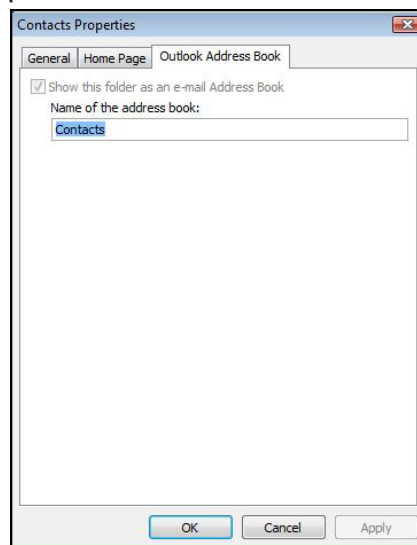 Contacts Properties
General Home Page Outlook Address Book
Show this folder as an e-mail Address Book
Name of the address book:
Contacts
OK Cancel Apply